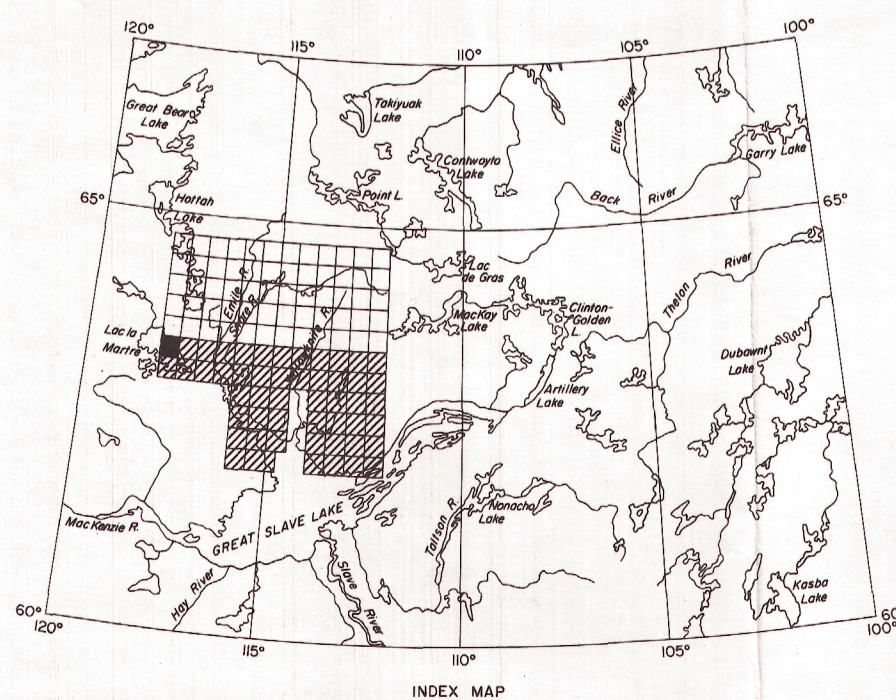 120°
115°
110°
105°
100°
Great Bear
Lake
Takiyuak
Lake
Contwoyto
Lake
Ellice River
Garry Lake
65°
Hottah
Lake
Point L.
Back River
65°
Lac
de Gras
Thelon River
Emile R.
Snare R.
Yellowknife R.
MacKay
Lake
Clinton-
Golden
L.
Lac la
Martre
Dubawnt
Lake
Artillery
Lake
MacKenzie R.
GREAT SLAVE LAKE
Taltson R.
Nonacho
Lake
Hay River
Slave River
Kasba
Lake
60°
120°
115°
110°
105°
60
100°
INDEX MAP